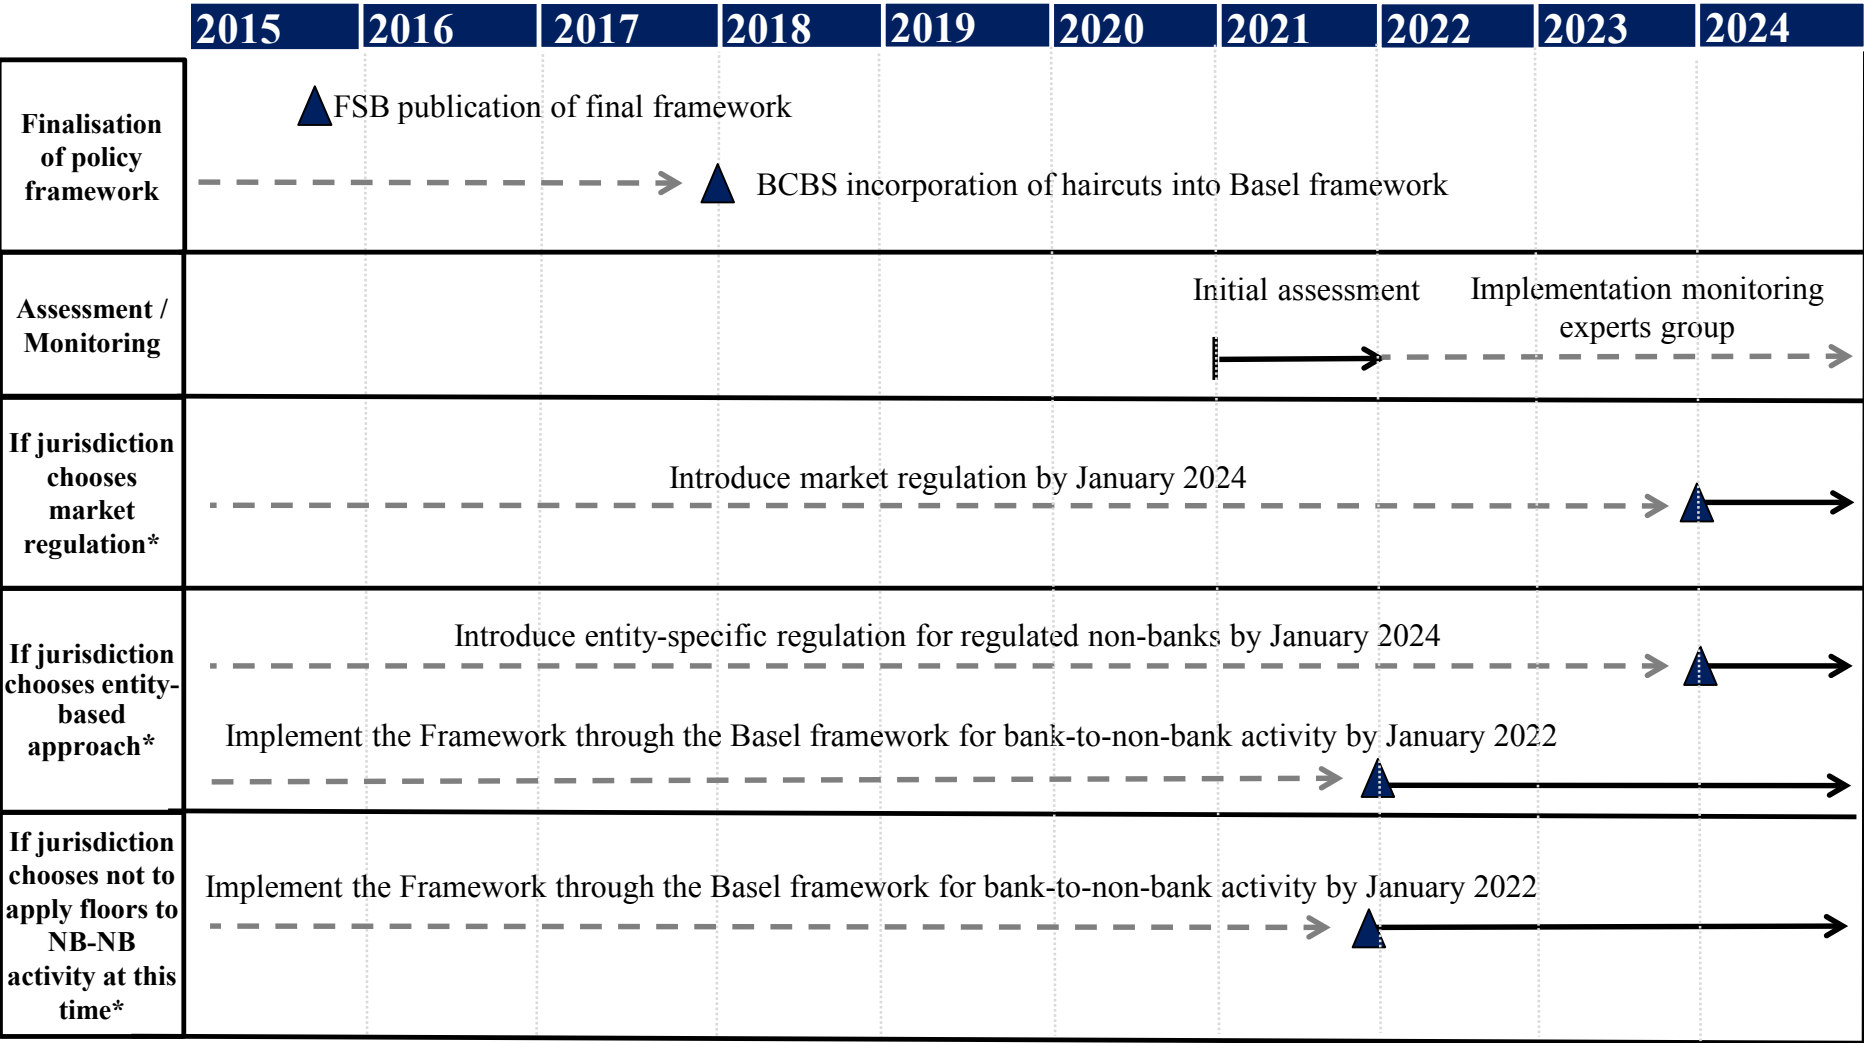 2015 2016 2017 2018 2019 2020 2021 2022 2023 2024
Finalisation
of policy
framework
FSB publication of final framework
BCBS incorporation of haircuts into Basel framework
Assessment /
Monitoring
Initial assessment
Implementation monitoring
experts group
If jurisdiction
chooses
market
regulation*
Introduce market regulation by January 2024
If jurisdiction
chooses entity-
based
approach*
Introduce entity-specific regulation for regulated non-banks by January 2024
Implement the Framework through the Basel framework for bank-to-non-bank activity by January 2022
If jurisdiction
chooses not to
apply floors to
NB-NB
activity at this
time*
Implement the Framework through the Basel framework for bank-to-non-bank activity by January 2022